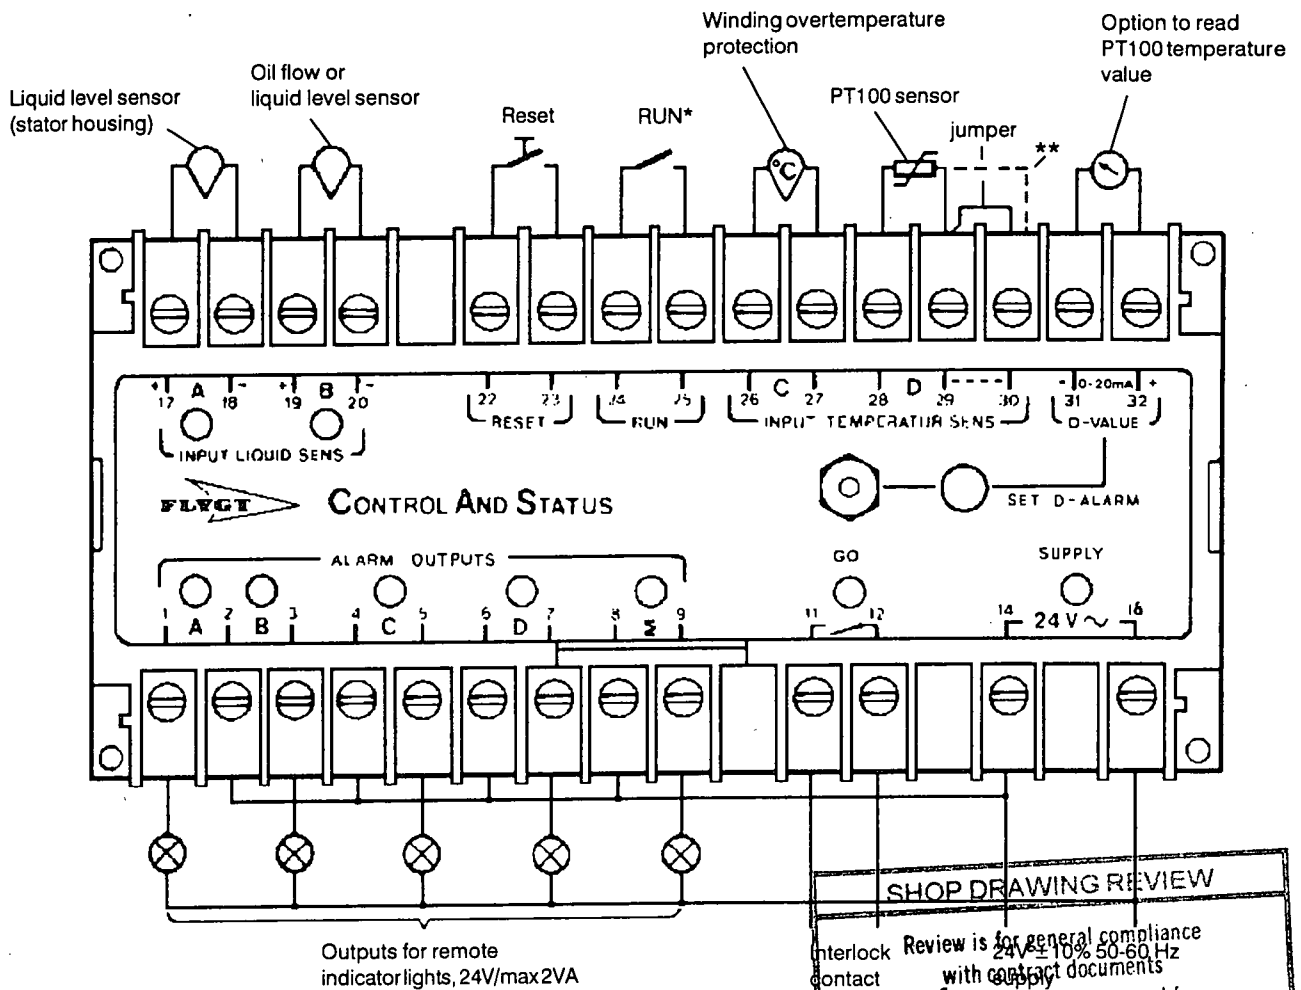 Winding overtemperature
protection
Option to read
PT100 temperature
value
Oil flow or
liquid level sensor
Liquid level sensor
(stator housing)
Reset
RUN*
PT100 sensor
jumper
**
°C
+ A - + B -
17 18 19 20
22 23
24 25
26 C 27 28 D 29 30
- 0-20mA +
31 32
INPUT LIQUID SENS
RESET
RUN
INPUT TEMPERATUR SENS
D-VALUE
FLYGT
CONTROL AND STATUS
SET D-ALARM
ALARM OUTPUTS
GO
SUPPLY
1 2 3 4 5 6 7 8 9
A B C D M
11 12
14 24 V ~ 16
SHOP DRAWING REVIEW
Review is for general compliance
with contract documents
Outputs for remote
indicator lights, 24V/max 2VA
Interlock
contact
24V ± 10% 50-60 Hz
supply